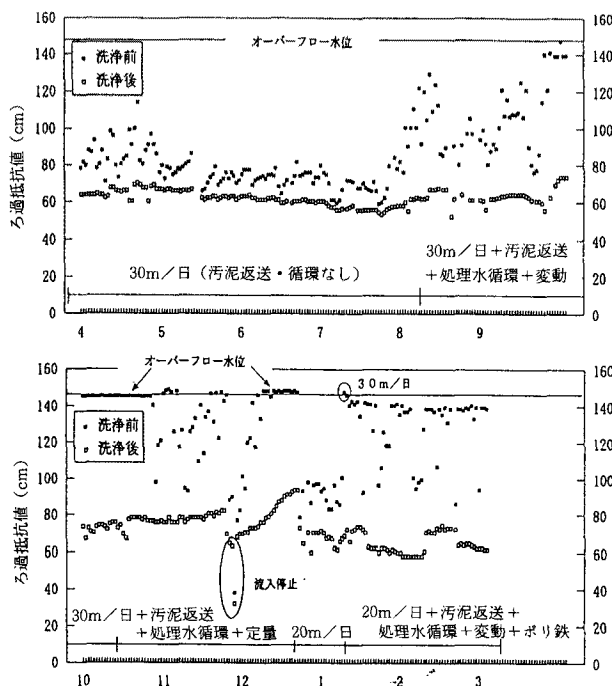 160
140
120
100
80
60
40
20
0
ろ過抵抗値（cm）
160
140
120
100
80
60
40
20
0
オーバーフロー水位
洗浄前
洗浄後
30m／日（汚泥返送・循環なし）
30m／日＋汚泥返送
＋処理水循環＋変動
4 5 6 7 8 9
160
140
120
100
80
60
40
20
0
ろ過抵抗値（cm）
160
140
120
100
80
60
40
20
0
オーバーフロー水位
30m／日
洗浄前
洗浄後
流入停止
30m／日＋汚泥返送
＋処理水循環＋定量
20m／日
20m／日＋汚泥返送＋
処理水循環＋変動＋ポリ鉄
10 11 12 1 2 3